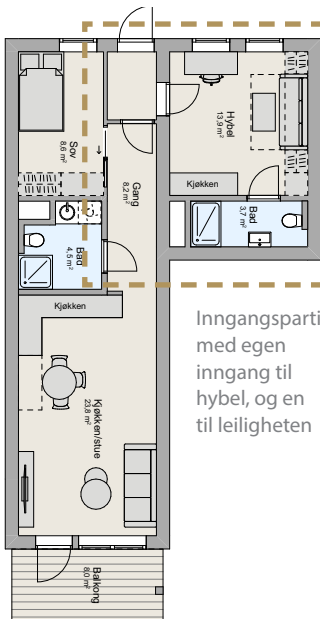 Sov
8,6 m²
Gang
8,2 m²
Hybel
13,9 m²
Kjøkken
Bad
3,7 m²
Bad
4,5 m²
Kjøkken
Kjøkken/stue
23,8 m²
Balkong
8,0 m²
Inngangsparti
med egen
inngang til
hybel, og en
til leiligheten